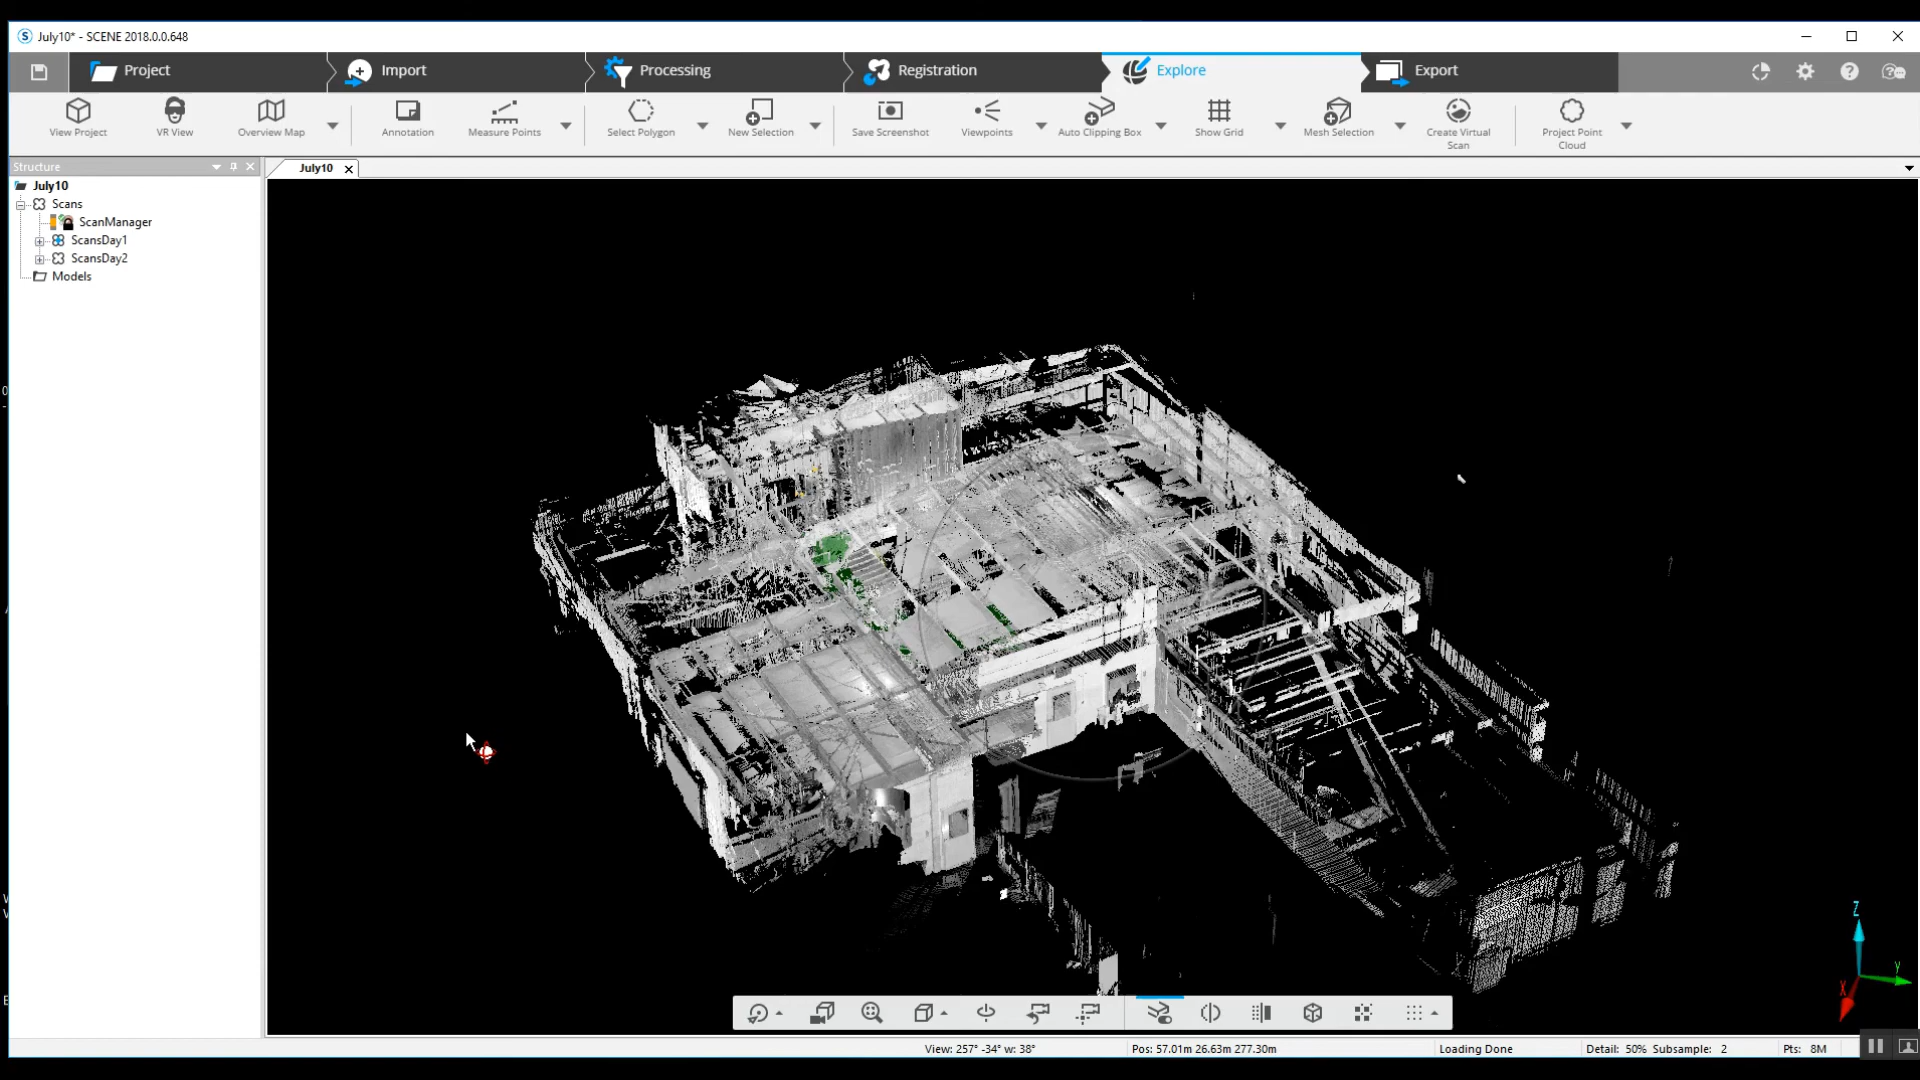 July10* - SCENE 2018.0.0.648
Project
Import
Processing
Registration
Explore
Export
View Project
VR View
Overview Map
Annotation
Measure Points
Select Polygon
New Selection
Save Screenshot
Viewpoints
Auto Clipping Box
Show Grid
Mesh Selection
Create Virtual
Scan
Project Point
Cloud
Structure
July10
July10
Scans
ScanManager
ScansDay1
ScansDay2
Models
Z
y
X
View: 257° -34° w: 38°
Pos: 57.01m 26.63m 277.30m
Loading Done
Detail: 50% Subsample: 2
Pts: 8M